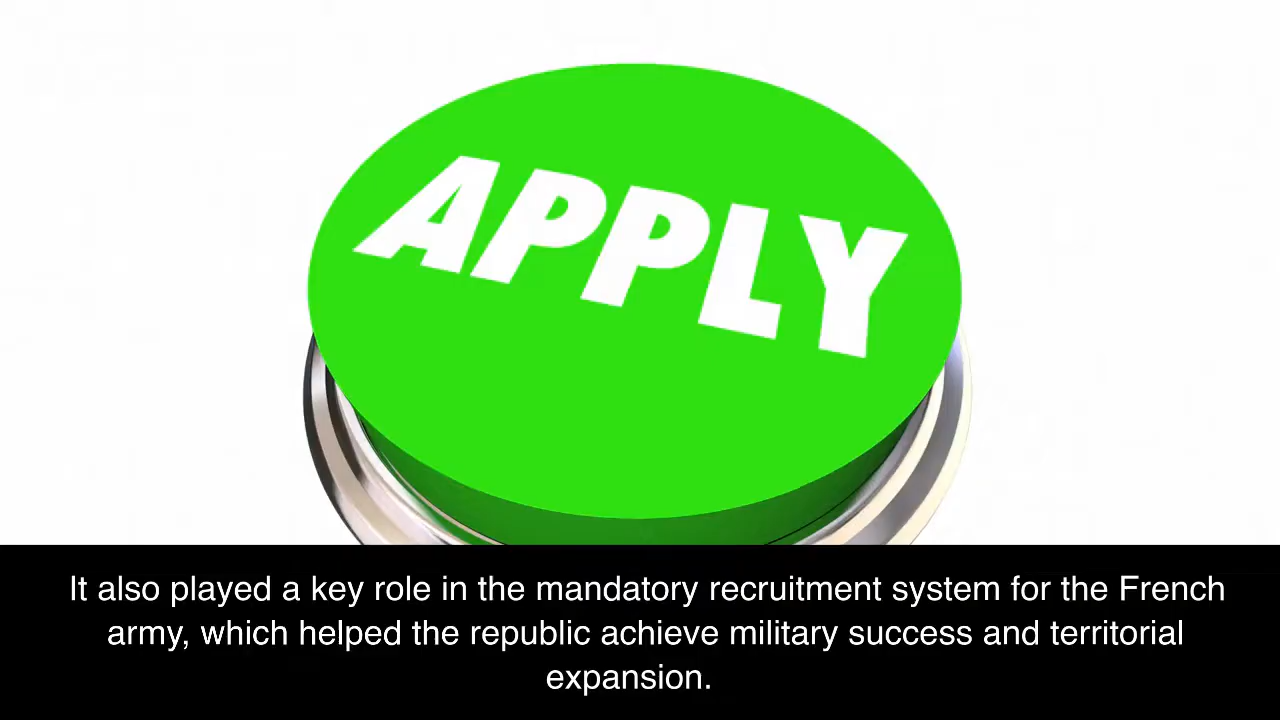 APPLY
It also played a key role in the mandatory recruitment system for the French
army, which helped the republic achieve military success and territorial
expansion.